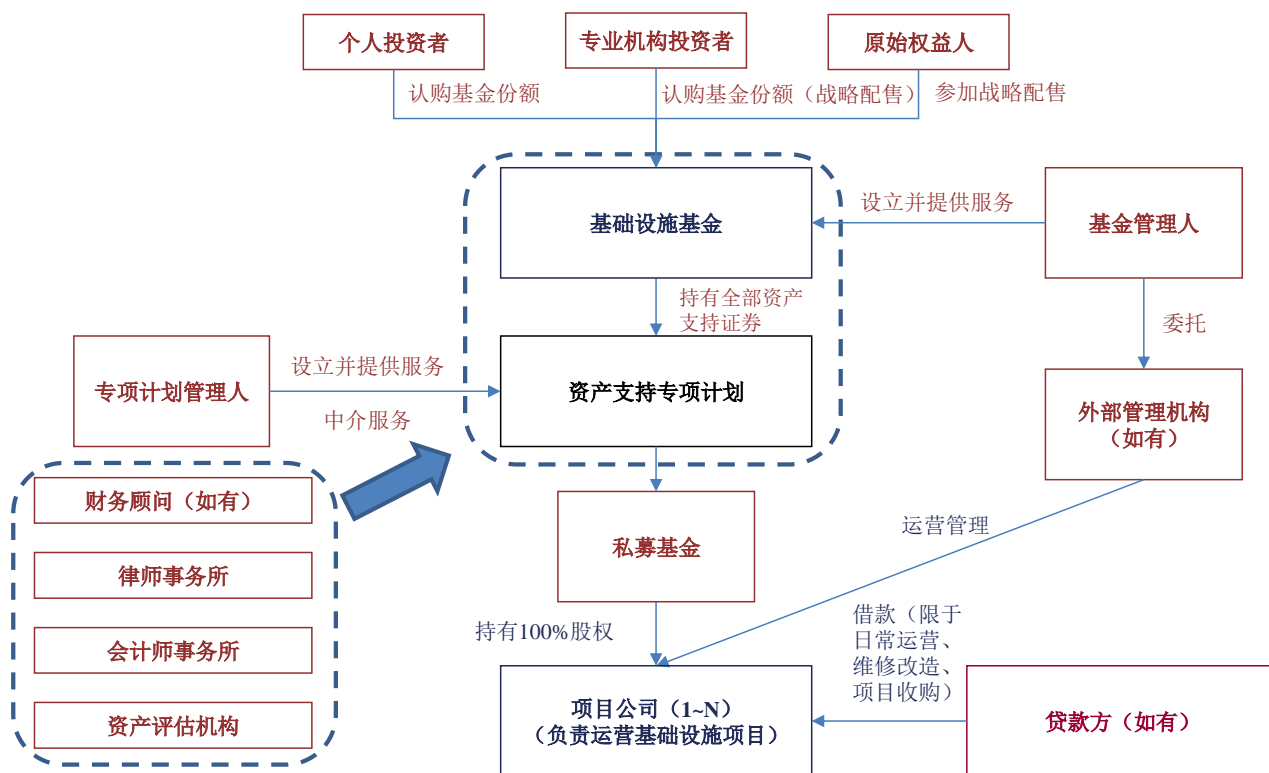 个人投资者
专业机构投资者
原始权益人
认购基金份额
认购基金份额（战略配售）
参加战略配售
基础设施基金
设立并提供服务
基金管理人
持有全部资产
支持证券
委托
专项计划管理人
设立并提供服务
资产支持专项计划
外部管理机构
（如有）
中介服务
财务顾问（如有）
律师事务所
会计师事务所
资产评估机构
私募基金
运营管理
持有100%股权
借款（限于
日常运营、
维修改造、
项目收购）
项目公司（1~N）
（负责运营基础设施项目）
贷款方（如有）